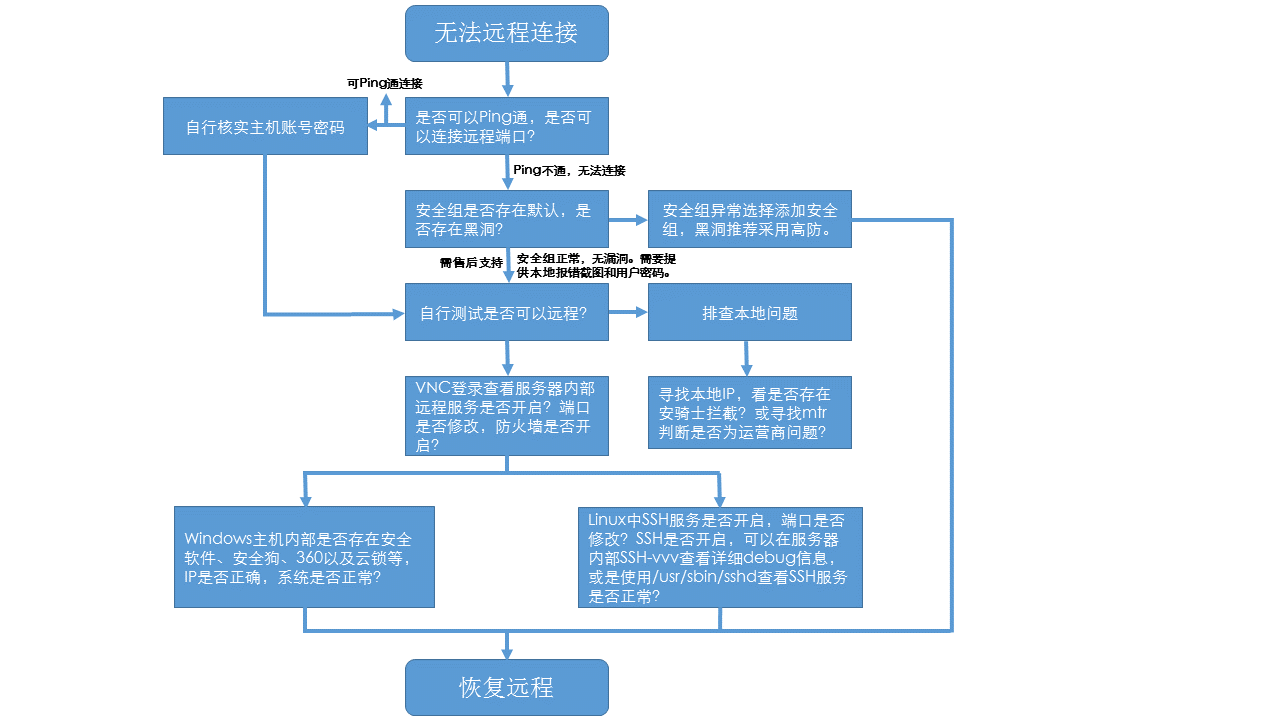 无法远程连接
可Ping通连接
自行核实主机账号密码
是否可以Ping通，是否可
以连接远程端口？
Ping不通，无法连接
安全组是否存在默认，是
否存在黑洞？
安全组异常选择添加安全
组，黑洞推荐采用高防。
需售后支持
安全组正常，无漏洞。需要提
供本地报错截图和用户密码。
自行测试是否可以远程？
排查本地问题
VNC登录查看服务器内部
远程服务是否开启？端口
是否修改，防火墙是否开
启？
寻找本地IP，看是否存在
安骑士拦截？或寻找mtr
判断是否为运营商问题？
Windows主机内部是否存在安全
软件、安全狗、360以及云锁等，
IP是否正确，系统是否正常？
Linux中SSH服务是否开启，端口是否
修改？SSH是否开启，可以在服务器
内部SSH-vvv查看详细debug信息，
或是使用/usr/sbin/sshd查看SSH服务
是否正常？
恢复远程